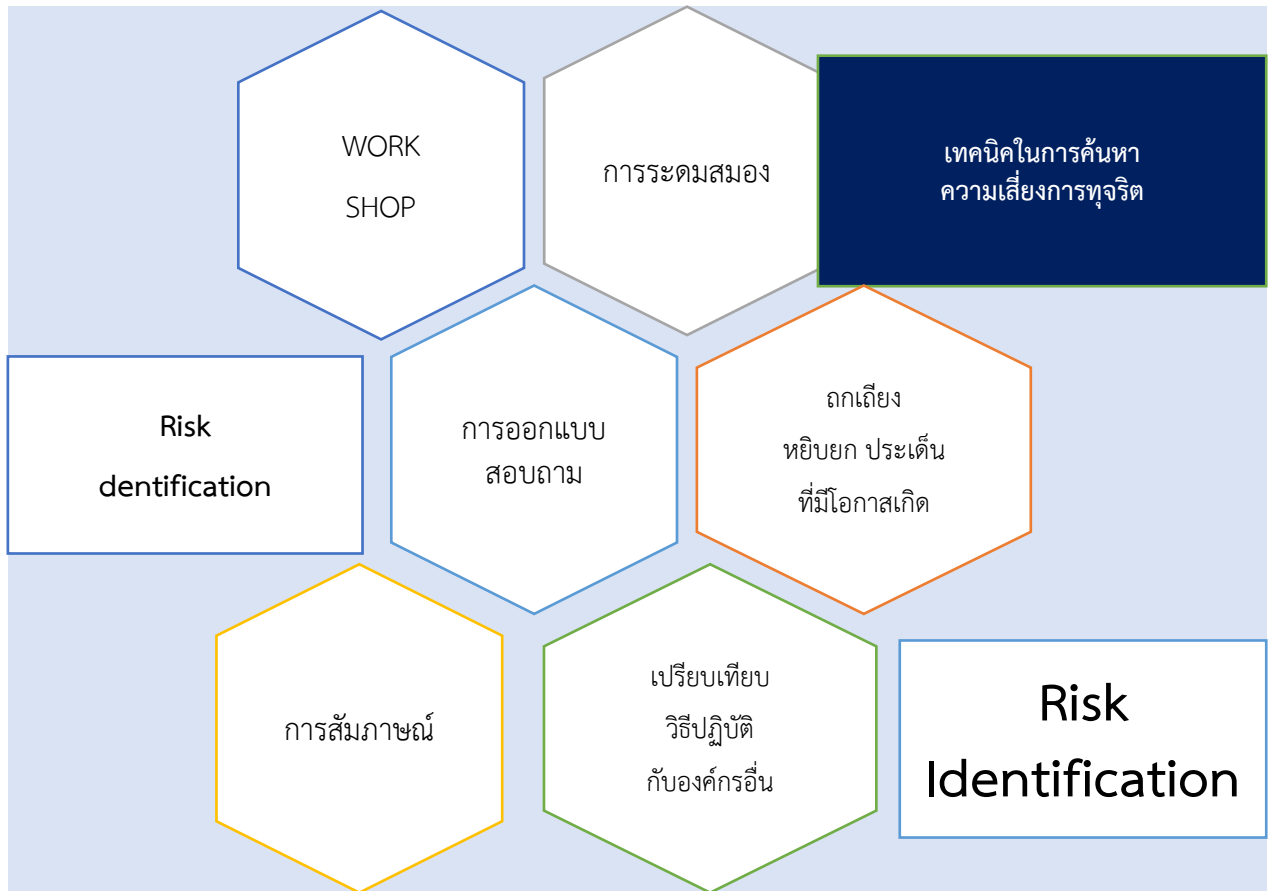 WORK
SHOP
การระดมสมอง
เทคนิคในการค้นหา
ความเสี่ยงการทุจริต
Risk
dentification
การออกแบบ
สอบถาม
ถกเถียง
หยิบยก ประเด็น
ที่มีโอกาสเกิด
การสัมภาษณ์
เปรียบเทียบ
วิธีปฏิบัติ
กับองค์กรอื่น
Risk
Identification